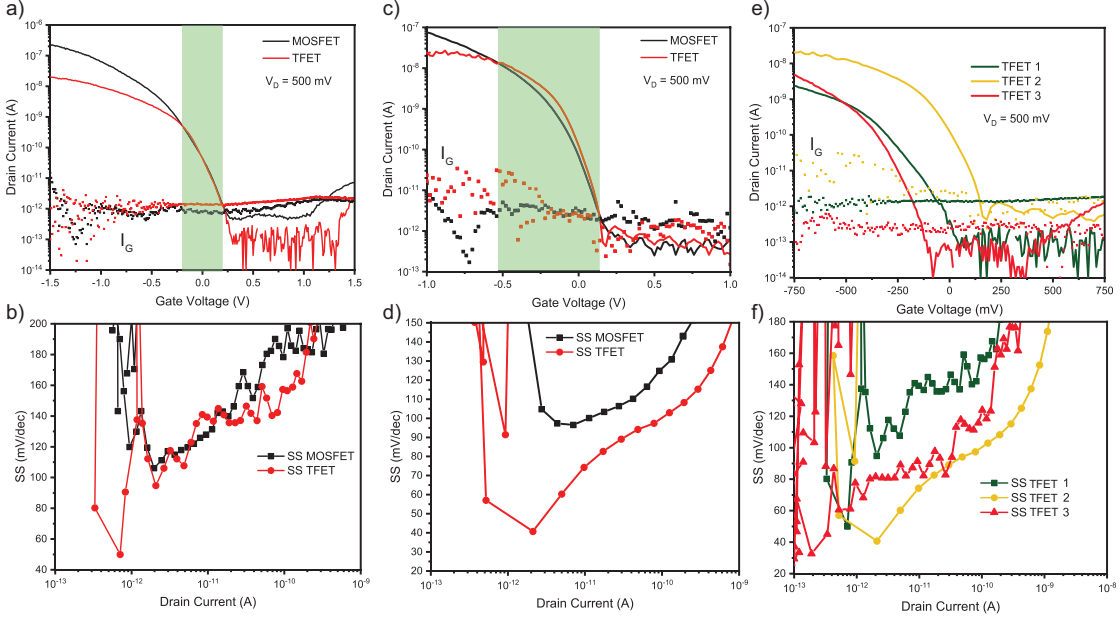 a)
10⁻⁶
10⁻⁷
10⁻⁸
10⁻⁹
10⁻¹⁰
10⁻¹¹
10⁻¹²
10⁻¹³
10⁻¹⁴
Drain Current (A)
MOSFET
TFET
V_D = 500 mV
I_G
-1.5 -1.0 -0.5 0.0 0.5 1.0 1.5
Gate Voltage (V)
c)
10⁻⁶
10⁻⁷
10⁻⁸
10⁻⁹
10⁻¹⁰
10⁻¹¹
10⁻¹²
10⁻¹³
Drain Current (A)
MOSFET
TFET
V_D = 500 mV
I_G
-1.0 -0.5 0.0 0.5 1.0
Gate Voltage (V)
e)
10⁻⁷
10⁻⁸
10⁻⁹
10⁻¹⁰
10⁻¹¹
10⁻¹²
10⁻¹³
10⁻¹⁴
Drain Current (A)
TFET 1
TFET 2
TFET 3
V_D = 500 mV
I_G
-750 -500 -250 0 250 500 750
Gate Voltage (mV)
b)
200
180
160
140
120
100
80
60
40
SS (mV/dec)
SS MOSFET
SS TFET
10⁻¹³ 10⁻¹² 10⁻¹¹ 10⁻¹⁰ 10⁻⁹
Drain Current (A)
d)
150
140
120
100
80
60
40
20
SS (mV/dec)
SS MOSFET
SS TFET
10⁻¹³ 10⁻¹² 10⁻¹¹ 10⁻¹⁰ 10⁻⁹
Drain Current (A)
f)
180
160
140
120
100
80
60
40
20
SS (mV/dec)
SS TFET 1
SS TFET 2
SS TFET 3
10⁻¹³ 10⁻¹² 10⁻¹¹ 10⁻¹⁰ 10⁻⁹ 10⁻⁸
Drain Current (A)